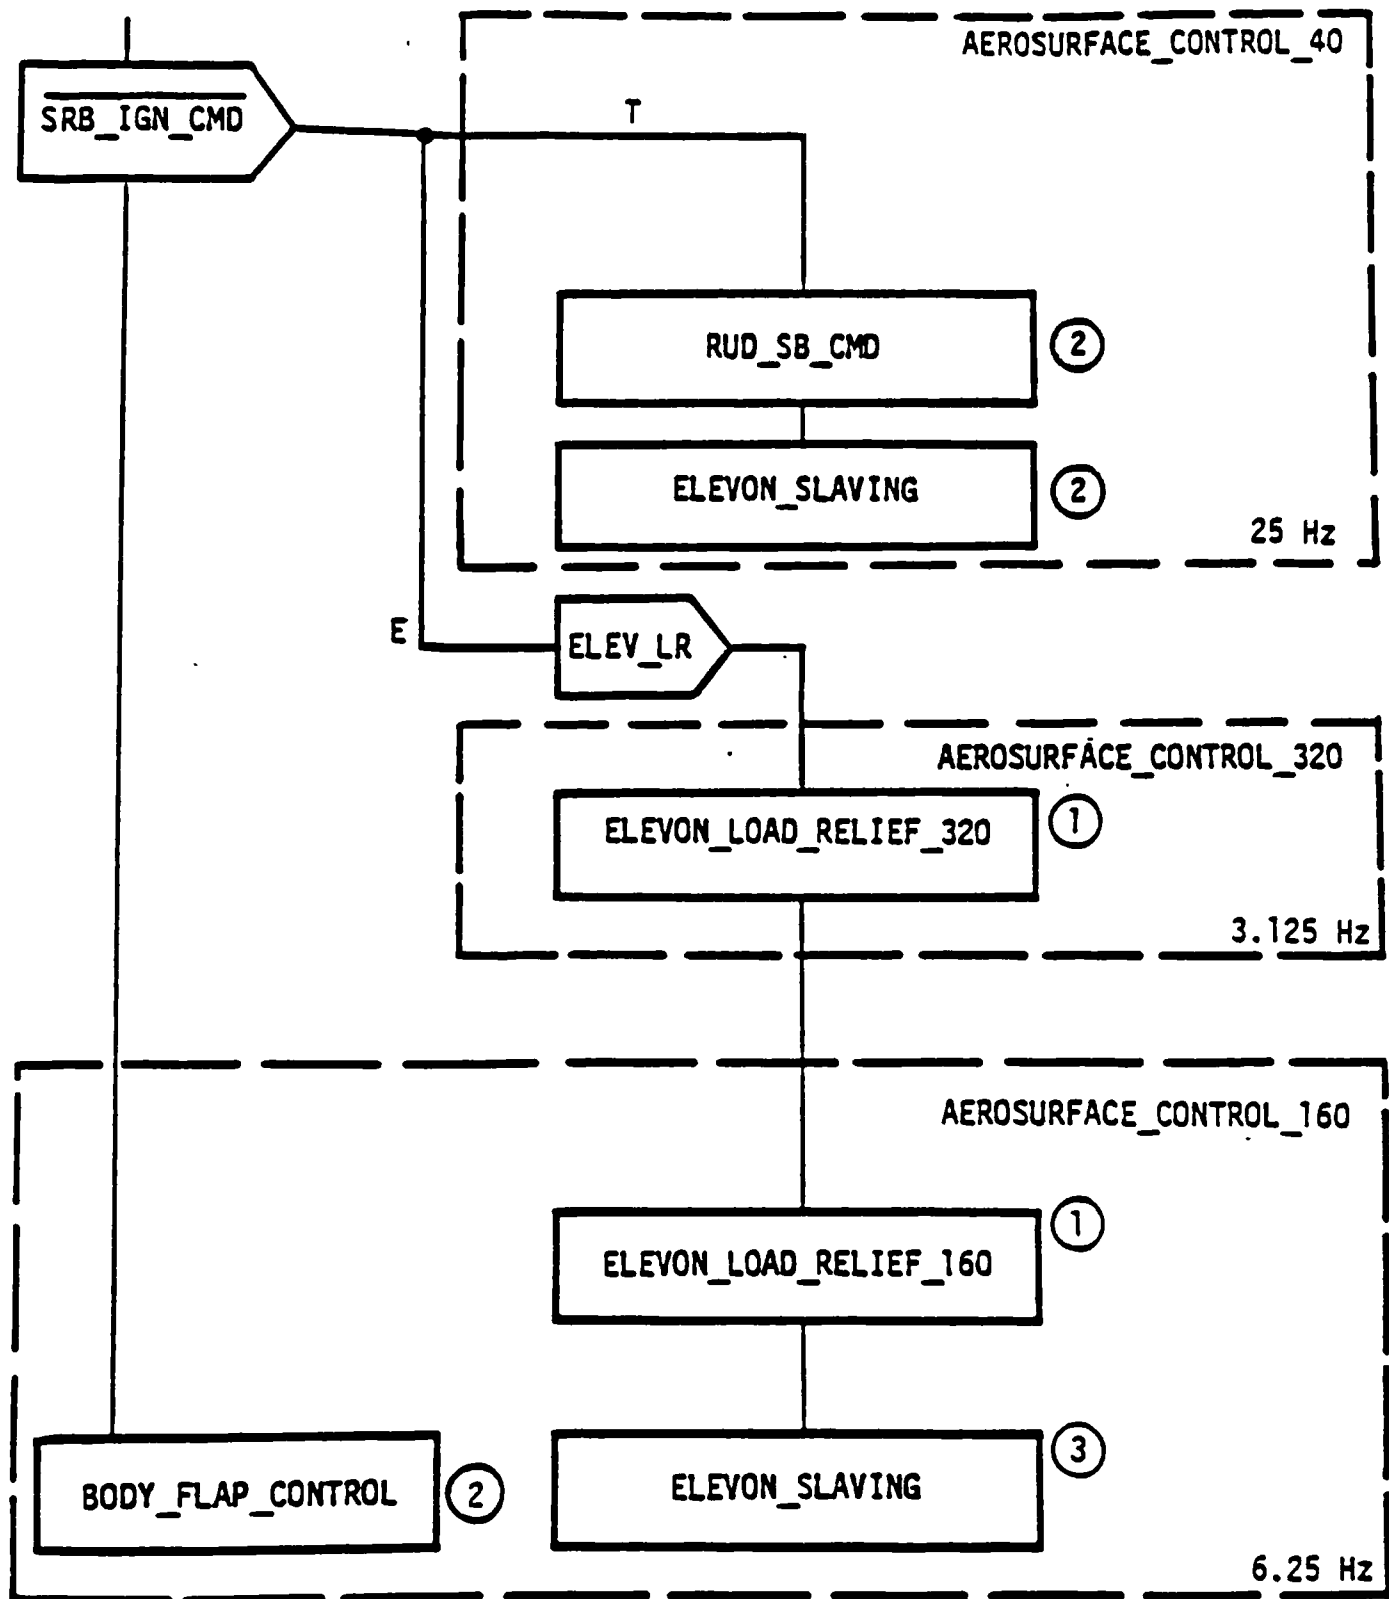 AEROSURFACE_CONTROL_40
SRB_IGN_CMD
T
RUD_SB_CMD
2
ELEVON_SLAVING
2
25 Hz
E
ELEV_LR
AEROSURFACE_CONTROL_320
ELEVON_LOAD_RELIEF_320
1
3.125 Hz
AEROSURFACE_CONTROL_160
1
ELEVON_LOAD_RELIEF_160
3
ELEVON_SLAVING
BODY_FLAP_CONTROL
2
6.25 Hz